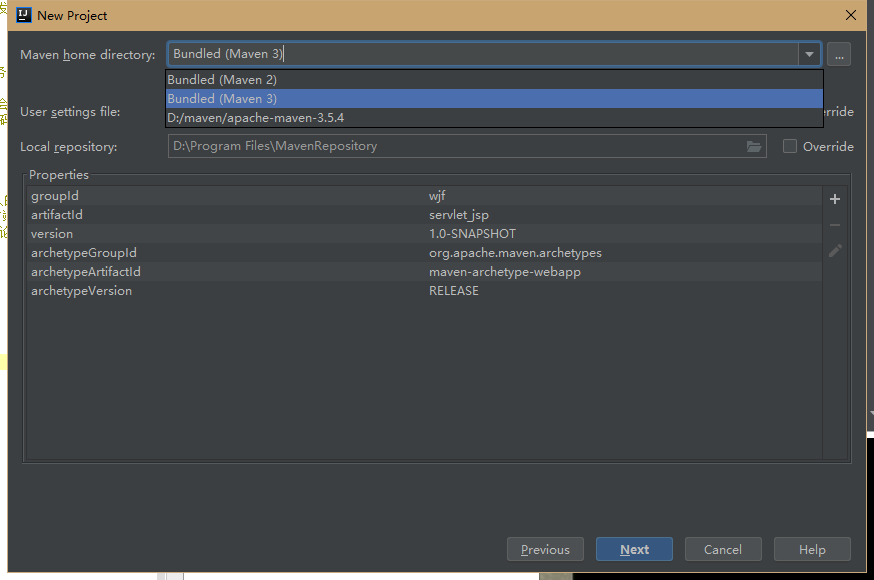 New Project
Maven home directory: Bundled (Maven 3) ...
Bundled (Maven 2)
Bundled (Maven 3)
D:/maven/apache-maven-3.5.4
User settings file: rride
Local repository: D:\Program Files\MavenRepository Override
Properties
groupId wjf
artifactId servlet_jsp
version 1.0-SNAPSHOT
archetypeGroupId org.apache.maven.archetypes
archetypeArtifactId maven-archetype-webapp
archetypeVersion RELEASE
Previous Next Cancel Help